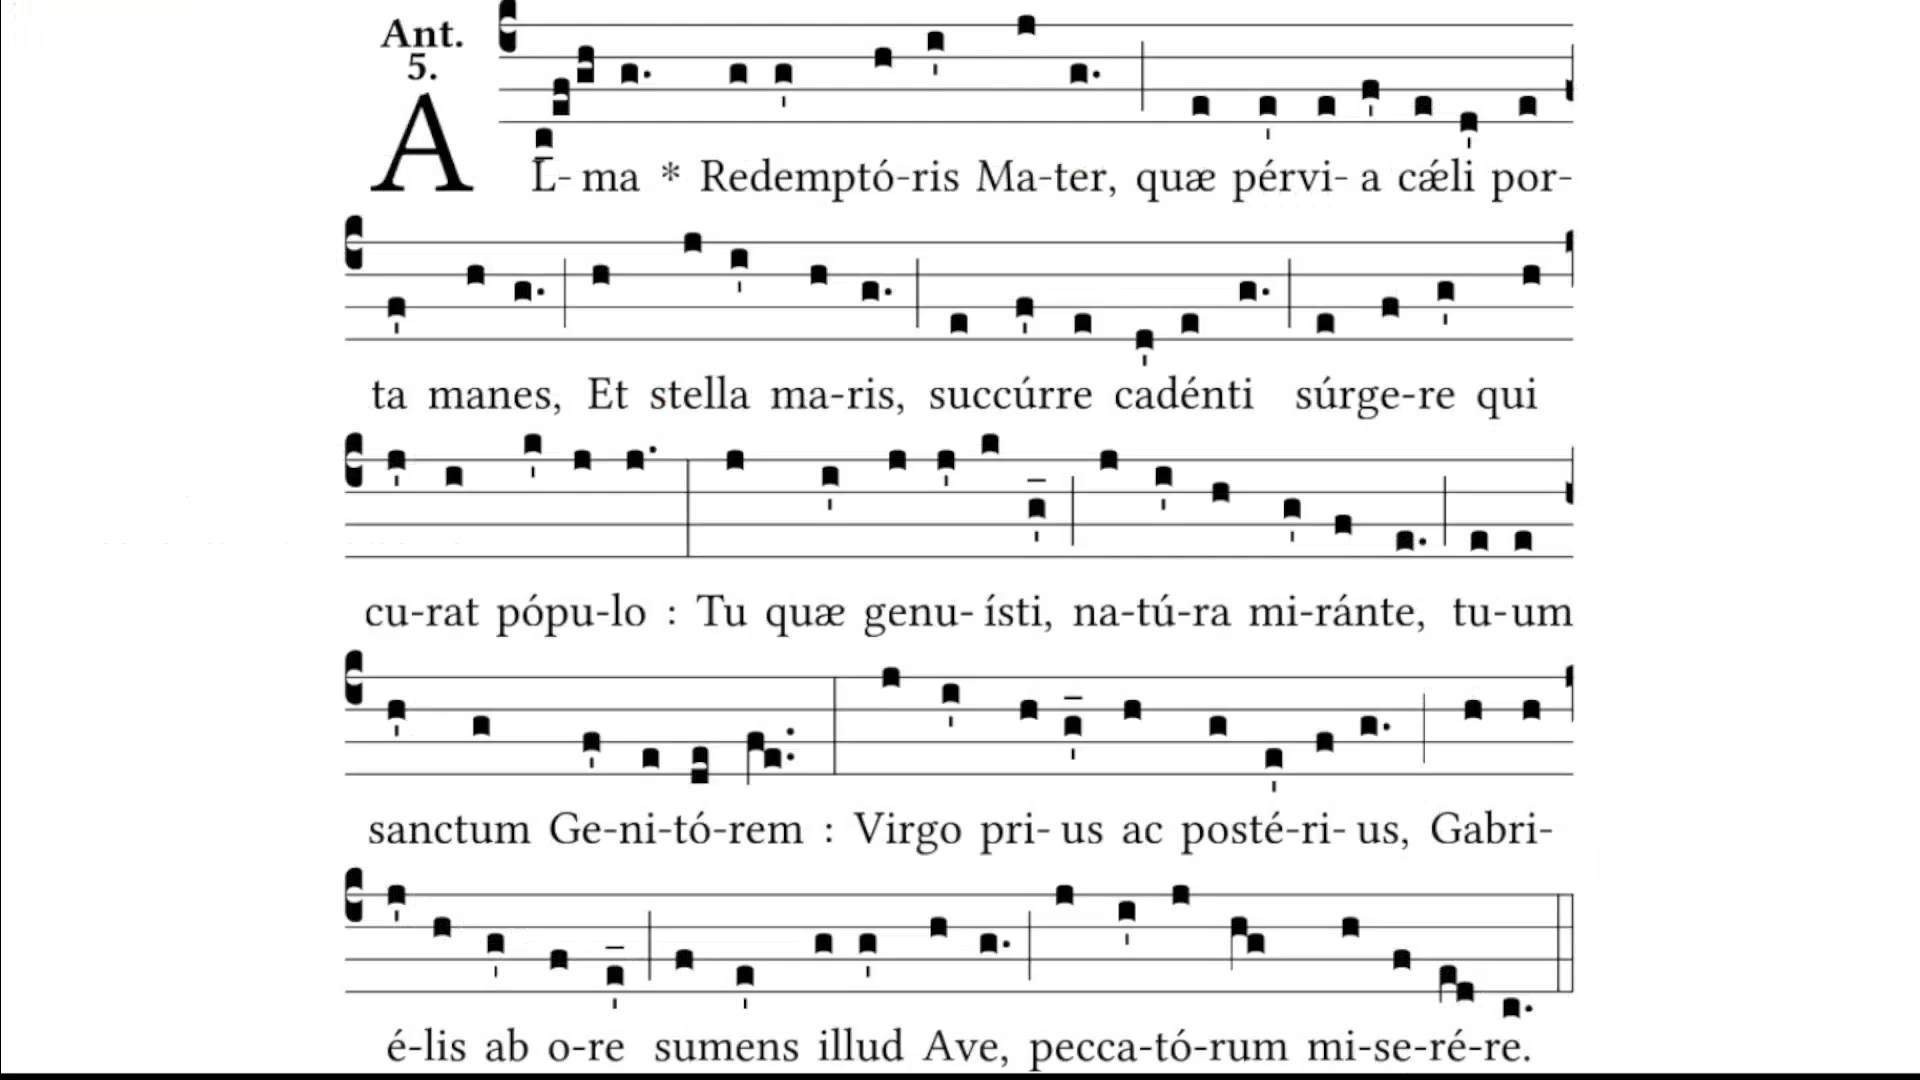 Ant.
5.
AL- ma * Redemptó-ris Ma-ter, quæ pérvi- a cǽli por-
ta manes, Et stella ma-ris, succúrre cadénti súrge-re qui
cu-rat pópu-lo : Tu quæ genu- ísti, na-tú-ra mi-ránte, tu-um
sanctum Ge-ni-tó-rem : Virgo pri- us ac posté-ri- us, Gabri-
é-lis ab o-re sumens illud Ave, pecca-tó-rum mi-se-ré-re.